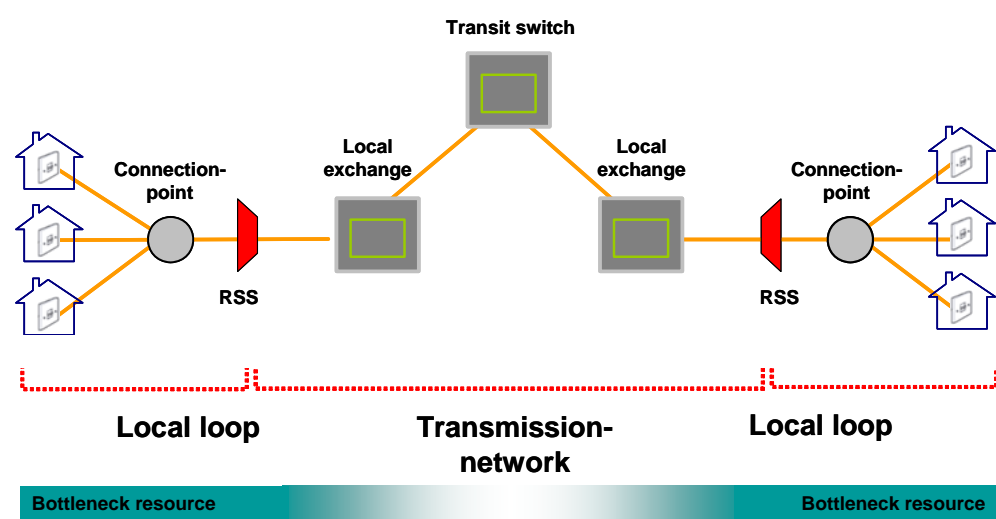 Transit switch
Local
exchange
Local
exchange
Connection-
point
Connection-
point
RSS
RSS
Local loop
Transmission-
network
Local loop
Bottleneck resource
Bottleneck resource